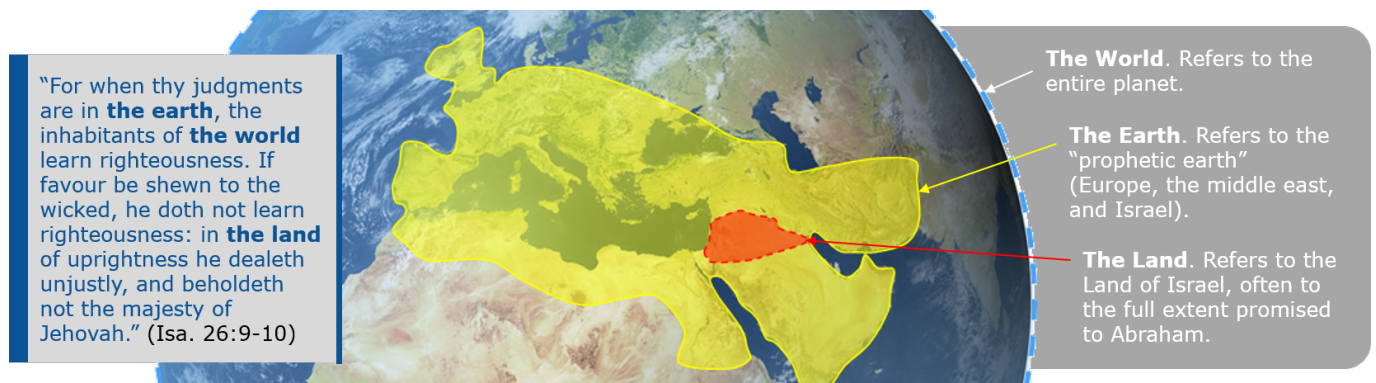 “For when thy judgments
are in the earth, the
inhabitants of the world
learn righteousness. If
favour be shewn to the
wicked, he doth not learn
righteousness: in the land
of uprightness he dealeth
unjustly, and beholdeth
not the majesty of
Jehovah.” (Isa. 26:9-10)
The World. Refers to the
entire planet.
The Earth. Refers to the
“prophetic earth”
(Europe, the middle east,
and Israel).
The Land. Refers to the
Land of Israel, often to
the full extent promised
to Abraham.